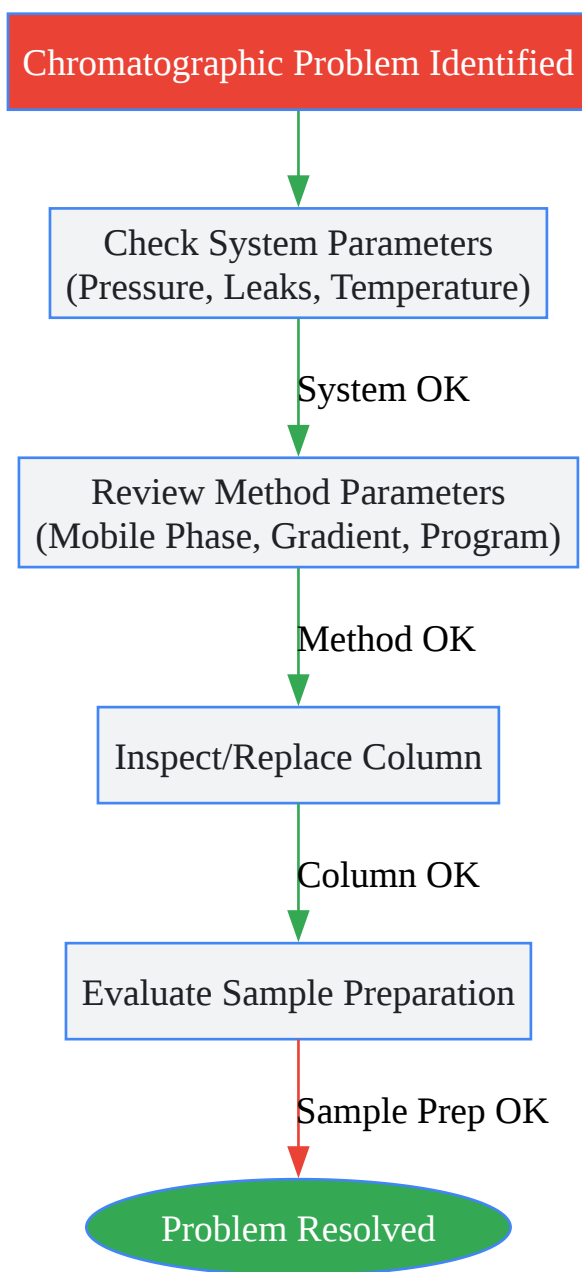 Chromatographic Problem Identified
Check System Parameters
(Pressure, Leaks, Temperature)
System OK
Review Method Parameters
(Mobile Phase, Gradient, Program)
Method OK
Inspect/Replace Column
Column OK
Evaluate Sample Preparation
Sample Prep OK
Problem Resolved